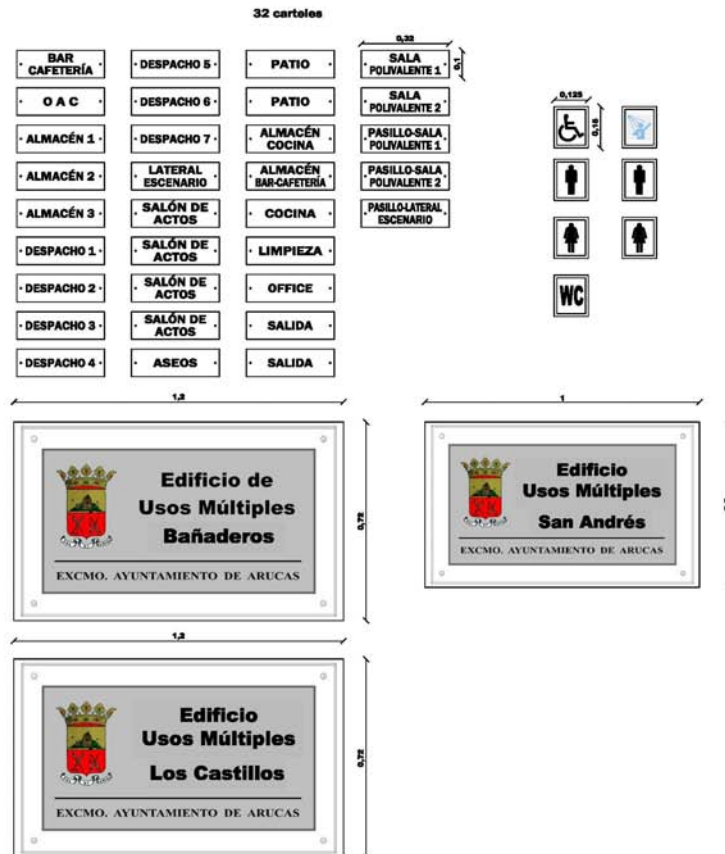 32 carteles
BAR
CAFETERÍA
O A C
ALMACÉN 1
ALMACÉN 2
ALMACÉN 3
DESPACHO 1
DESPACHO 2
DESPACHO 3
DESPACHO 4
DESPACHO 5
DESPACHO 6
DESPACHO 7
LATERAL
ESCENARIO
SALÓN DE
ACTOS
SALÓN DE
ACTOS
SALÓN DE
ACTOS
SALÓN DE
ACTOS
ASEOS
PATIO
PATIO
ALMACÉN
COCINA
ALMACÉN
BAR-CAFETERÍA
COCINA
LIMPIEZA
OFFICE
SALIDA
SALIDA
0,32
SALA
POLIVALENTE 1
0,1
SALA
POLIVALENTE 2
PASILLO-SALA
POLIVALENTE 1
PASILLO-SALA
POLIVALENTE 2
PASILLO-LATERAL
ESCENARIO
0,125
WC
1,2
Edificio de
Usos Múltiples
Bañaderos
EXCMO. AYUNTAMIENTO DE ARUCAS
0,72
1
Edificio
Usos Múltiples
San Andrés
EXCMO. AYUNTAMIENTO DE ARUCAS
1,2
Edificio
Usos Múltiples
Los Castillos
EXCMO. AYUNTAMIENTO DE ARUCAS
0,72